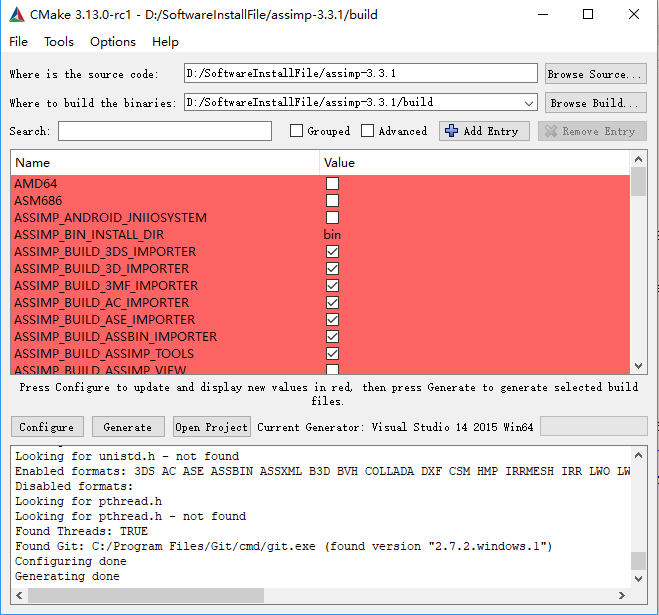 CMake 3.13.0-rc1 - D:/SoftwareInstallFile/assimp-3.3.1/build
File Tools Options Help
Where is the source code: D:/SoftwareInstallFile/assimp-3.3.1 Browse Source...
Where to build the binaries: D:/SoftwareInstallFile/assimp-3.3.1/build Browse Build...
Search: Grouped Advanced Add Entry Remove Entry
Name Value
AMD64
ASM686
ASSIMP_ANDROID_JNIIOSYSTEM
ASSIMP_BIN_INSTALL_DIR bin
ASSIMP_BUILD_3DS_IMPORTER
ASSIMP_BUILD_3D_IMPORTER
ASSIMP_BUILD_3MF_IMPORTER
ASSIMP_BUILD_AC_IMPORTER
ASSIMP_BUILD_ASE_IMPORTER
ASSIMP_BUILD_ASSBIN_IMPORTER
ASSIMP_BUILD_ASSIMP_TOOLS
ASSIMP_BUILD_ASSIMP_VIEW
Press Configure to update and display new values in red, then press Generate to generate selected build
files.
Configure Generate Open Project Current Generator: Visual Studio 14 2015 Win64
Looking for unistd.h - not found
Enabled formats: 3DS AC ASE ASSBIN ASSXML B3D BVH COLLADA DXF CSM HMP IRRMESH IRR LWO LW
Disabled formats:
Looking for pthread.h
Looking for pthread.h - not found
Found Threads: TRUE
Found Git: C:/Program Files/Git/cmd/git.exe (found version "2.7.2.windows.1")
Configuring done
Generating done